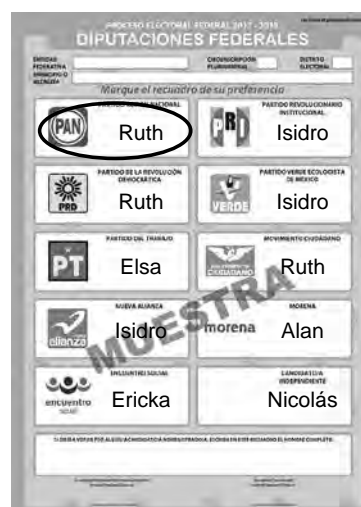 PROCESO ELECTORAL FEDERAL 2017 - 2018
DIPUTACIONES FEDERALES
ENTIDAD FEDERATIVA
CIRCUNSCRIPCIÓN PLURINOMINAL
DISTRITO ELECTORAL
MUNICIPIO O ALCALDÍA
Marque el recuadro de su preferencia
PAN
Ruth
PRI
PARTIDO REVOLUCIONARIO INSTITUCIONAL
Isidro
PRD
PARTIDO DE LA REVOLUCIÓN DEMOCRÁTICA
Ruth
VERDE
PARTIDO VERDE ECOLOGISTA DE MÉXICO
Isidro
PT
PARTIDO DEL TRABAJO
Elsa
CIUDADANO
MOVIMIENTO CIUDADANO
Ruth
alianza
NUEVA ALIANZA
Isidro
morena
MORENA
Alan
encuentro
social
ENCUENTRO SOCIAL
Ericka
CANDIDATO/A INDEPENDIENTE
Nicolás
MUESTRA